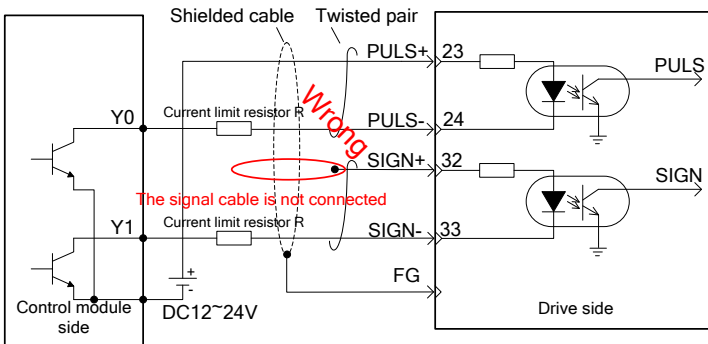 Shielded cable
Twisted pair
PULS+
23
PULS
Y0
Current limit resistor R
Wrong
PULS-
24
SIGN+
32
The signal cable is not connected
SIGN
Y1
Current limit resistor R
SIGN-
33
+
-
FG
Control module
side
DC12~24V
Drive side